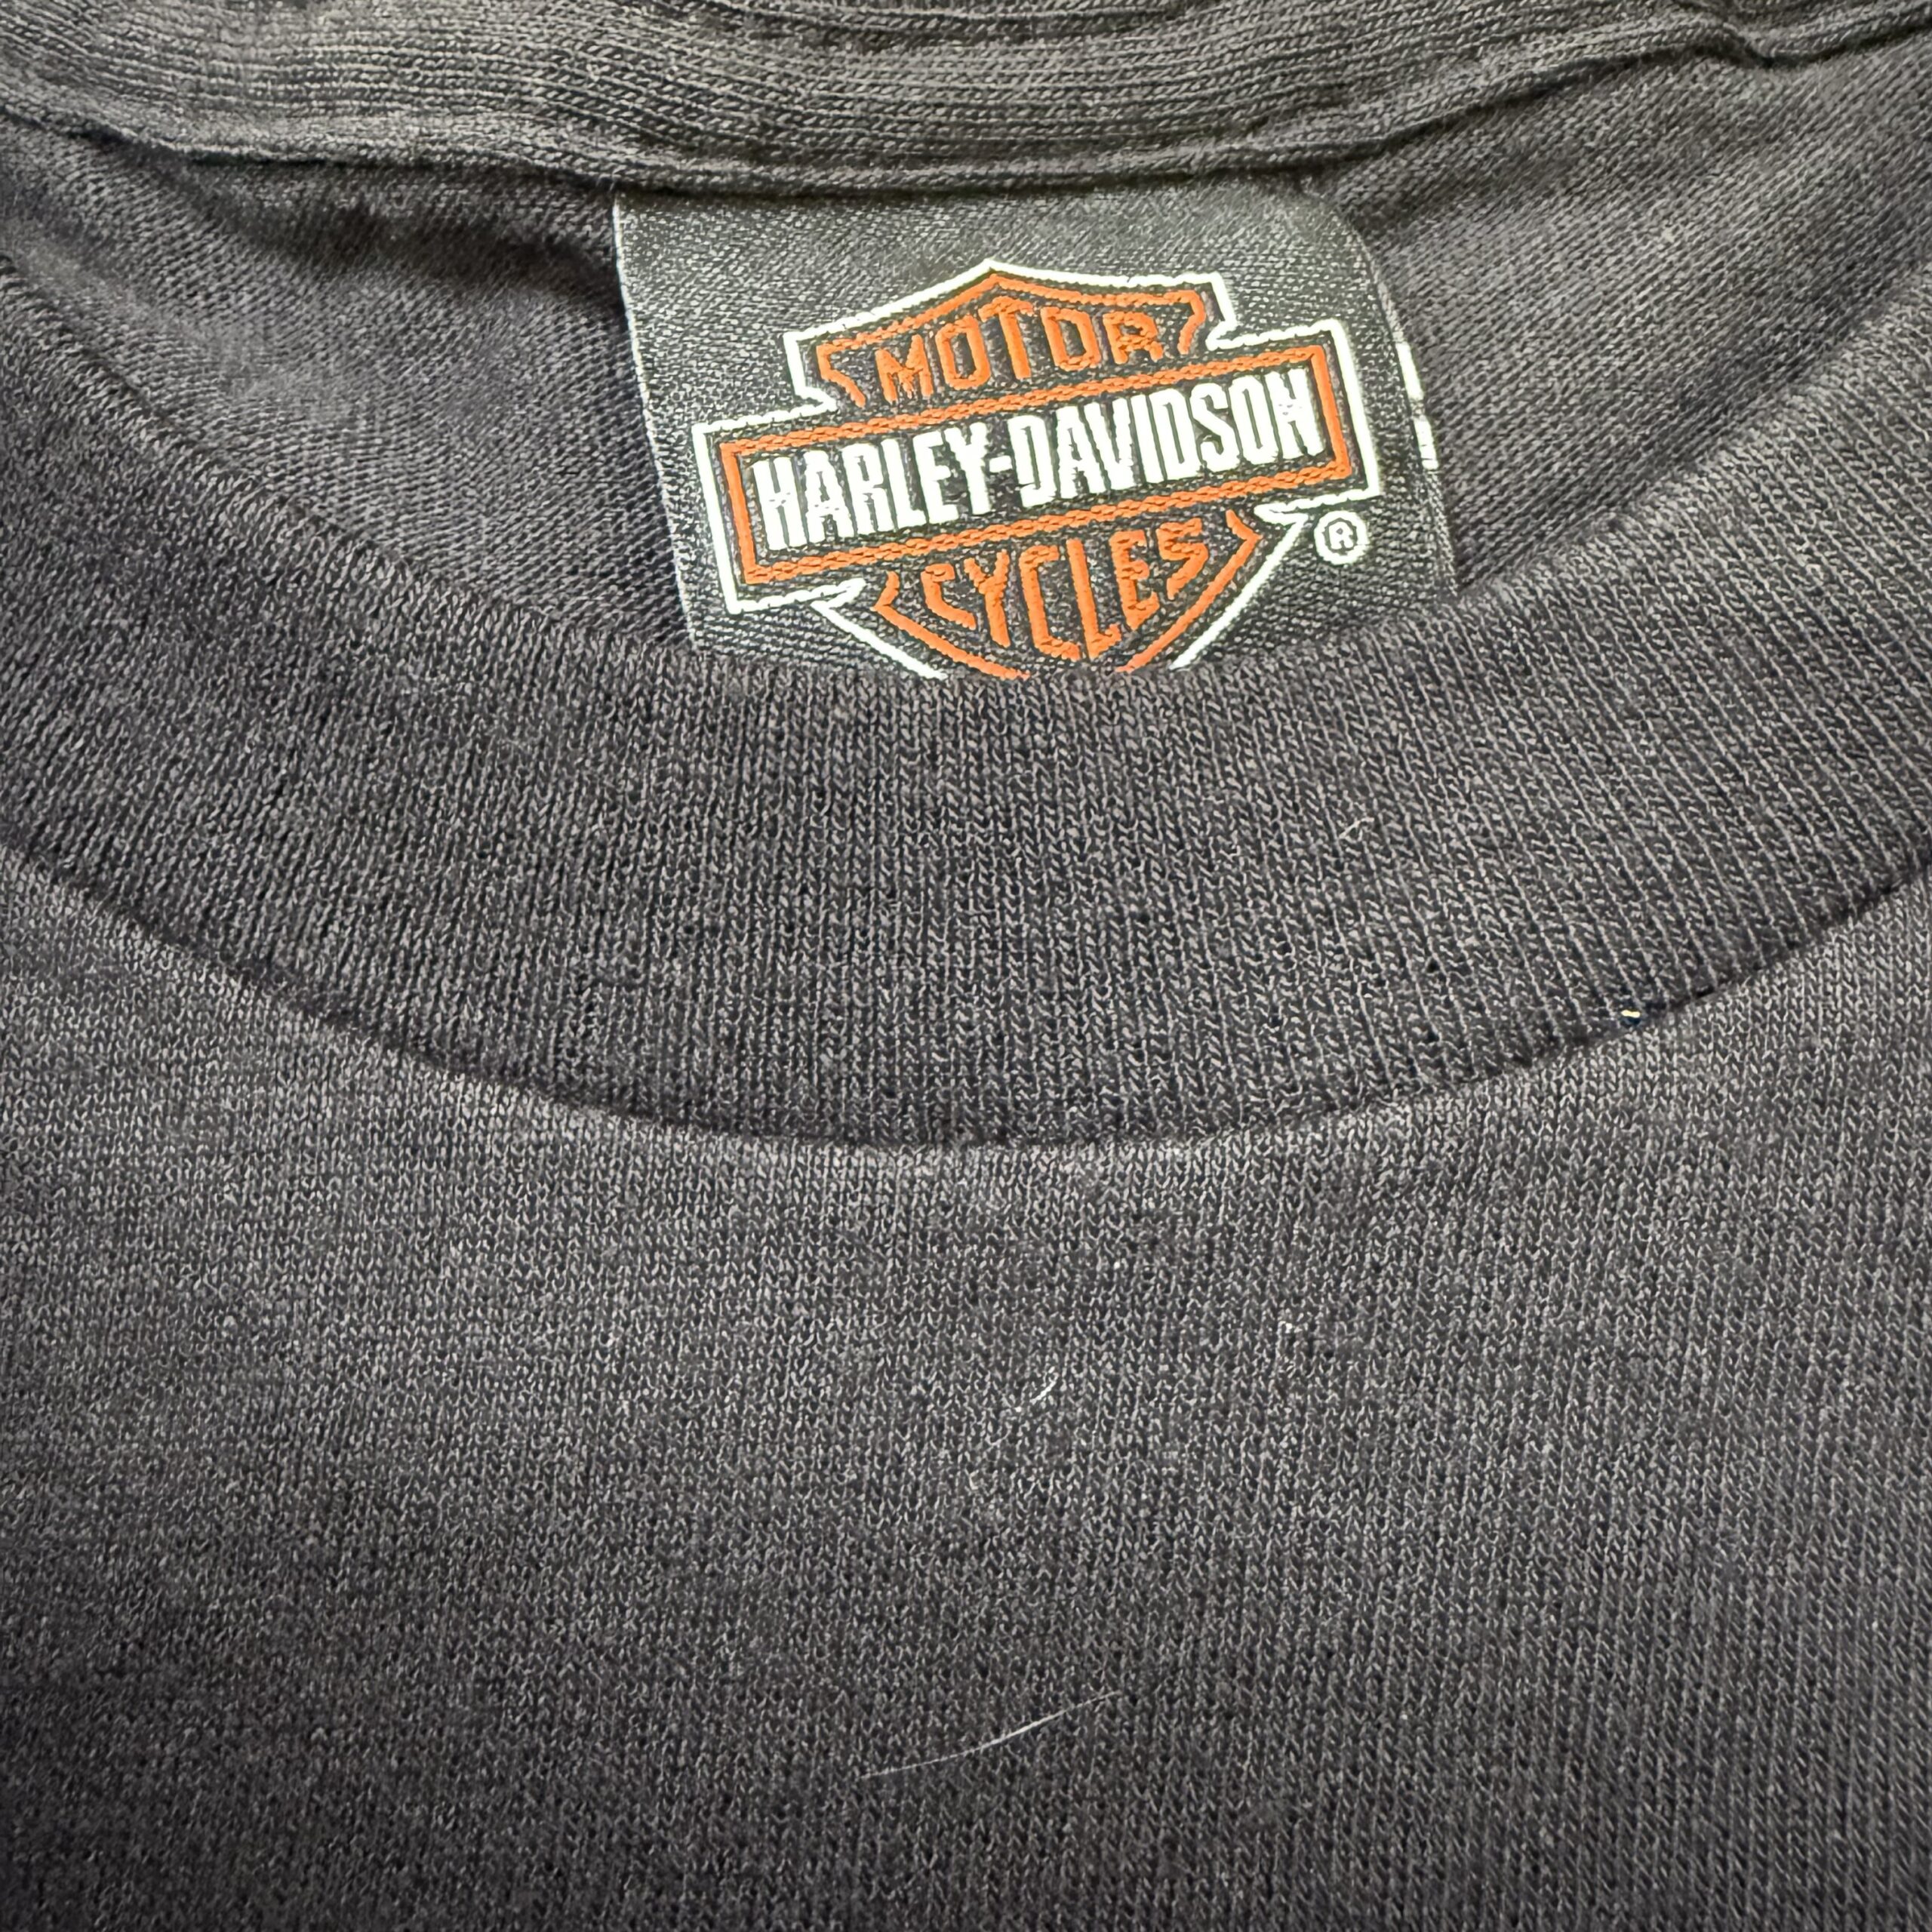 MOTOR
HARLEY-DAVIDSON
CYCLES
®